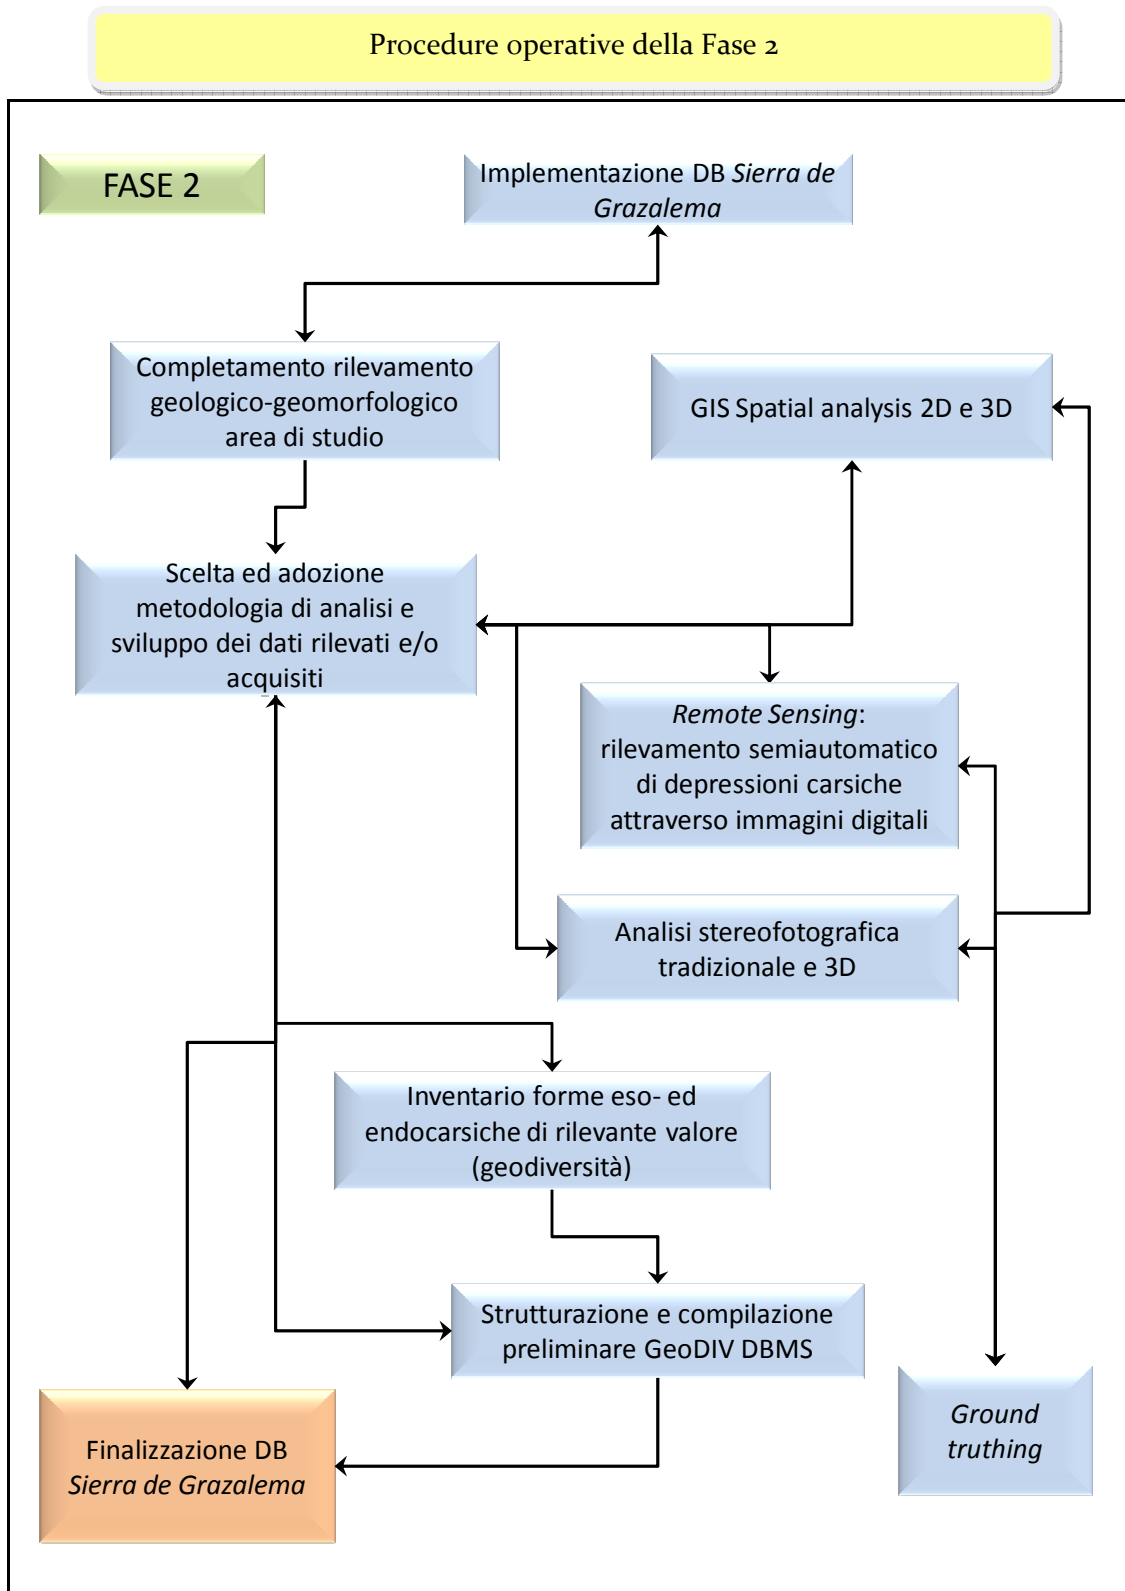 Procedure operative della Fase 2
FASE 2
Implementazione DB Sierra de
Grazalema
Completamento rilevamento
geologico-geomorfologico
area di studio
GIS Spatial analysis 2D e 3D
Scelta ed adozione
metodologia di analisi e
sviluppo dei dati rilevati e/o
acquisiti
Remote Sensing:
rilevamento semiautomatico
di depressioni carsiche
attraverso immagini digitali
Analisi stereofotografica
tradizionale e 3D
Inventario forme eso- ed
endocarsiche di rilevante valore
(geodiversità)
Strutturazione e compilazione
preliminare GeoDIV DBMS
Ground
truthing
Finalizzazione DB
Sierra de Grazalema